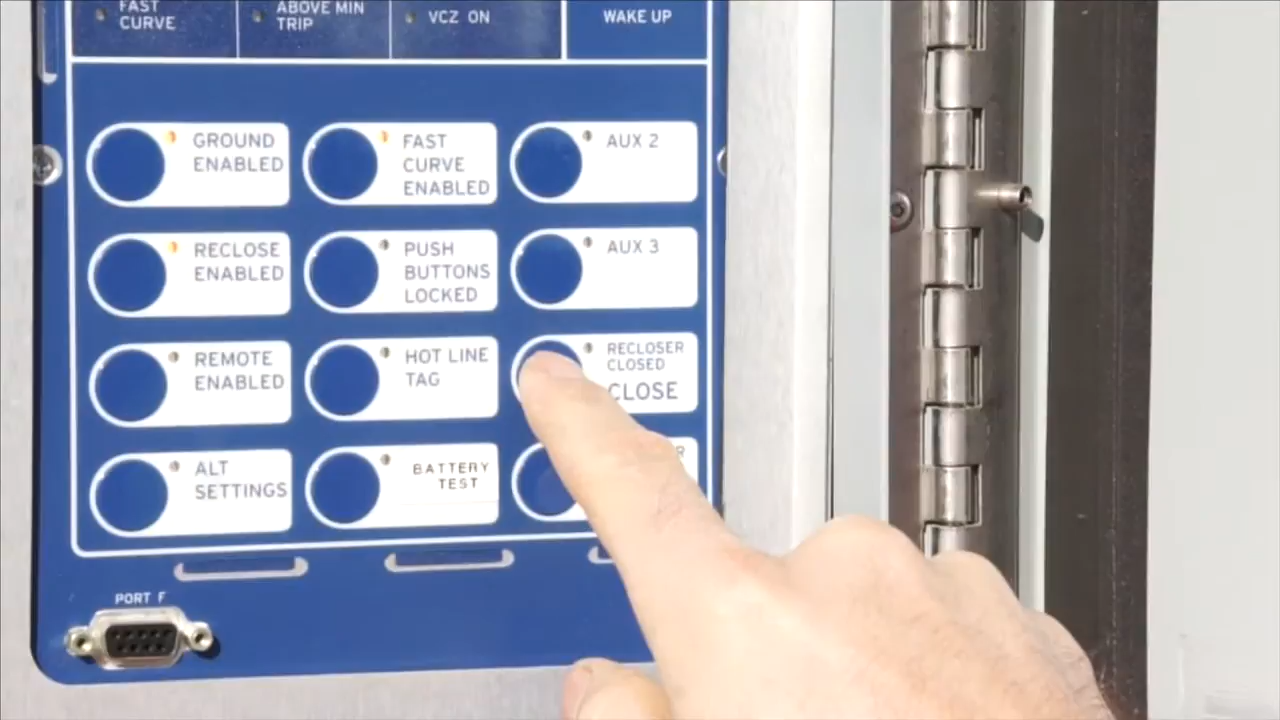 FAST
CURVE
ABOVE MIN
TRIP
VCZ ON
WAKE UP
GROUND
ENABLED
FAST
CURVE
ENABLED
AUX 2
RECLOSE
ENABLED
PUSH
BUTTONS
LOCKED
AUX 3
REMOTE
ENABLED
HOT LINE
TAG
RECLOSER
CLOSED
CLOSE
ALT
SETTINGS
BATTERY
TEST
PORT F